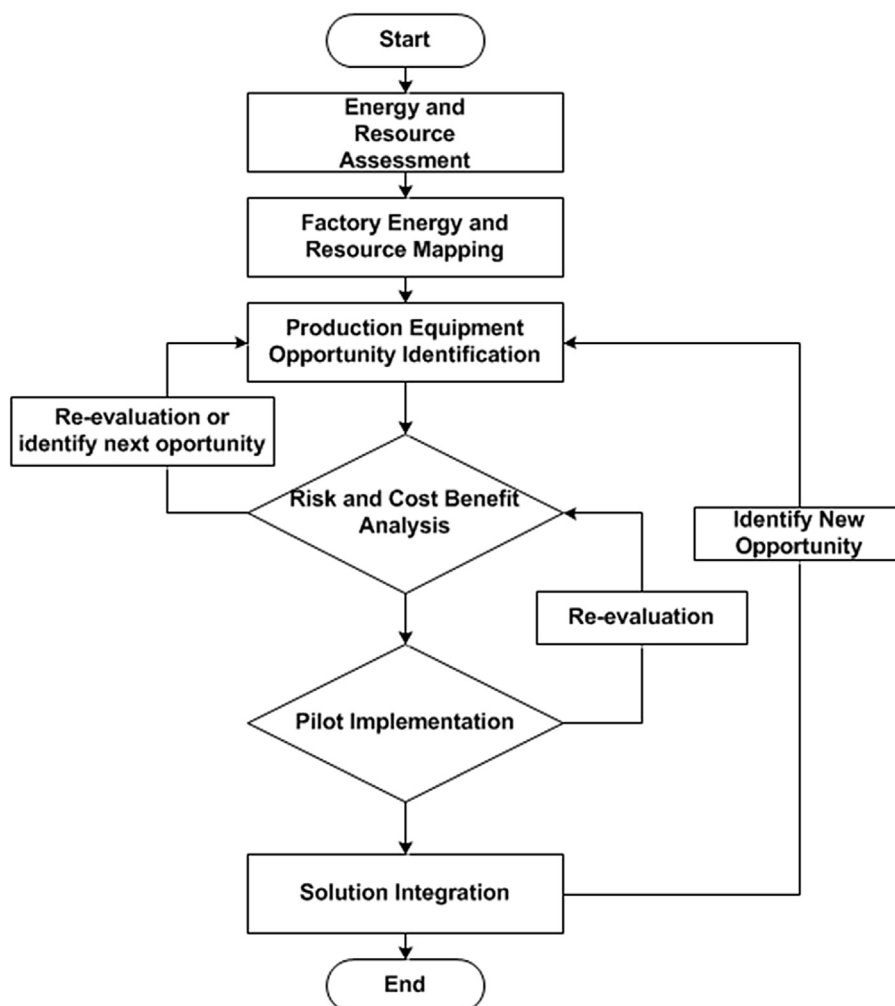 Start
Energy and
Resource
Assessment
Factory Energy and
Resource Mapping
Production Equipment
Opportunity Identification
Re-evaluation or
identify next oportunity
Risk and Cost Benefit
Analysis
Identify New
Opportunity
Re-evaluation
Pilot Implementation
Solution Integration
End